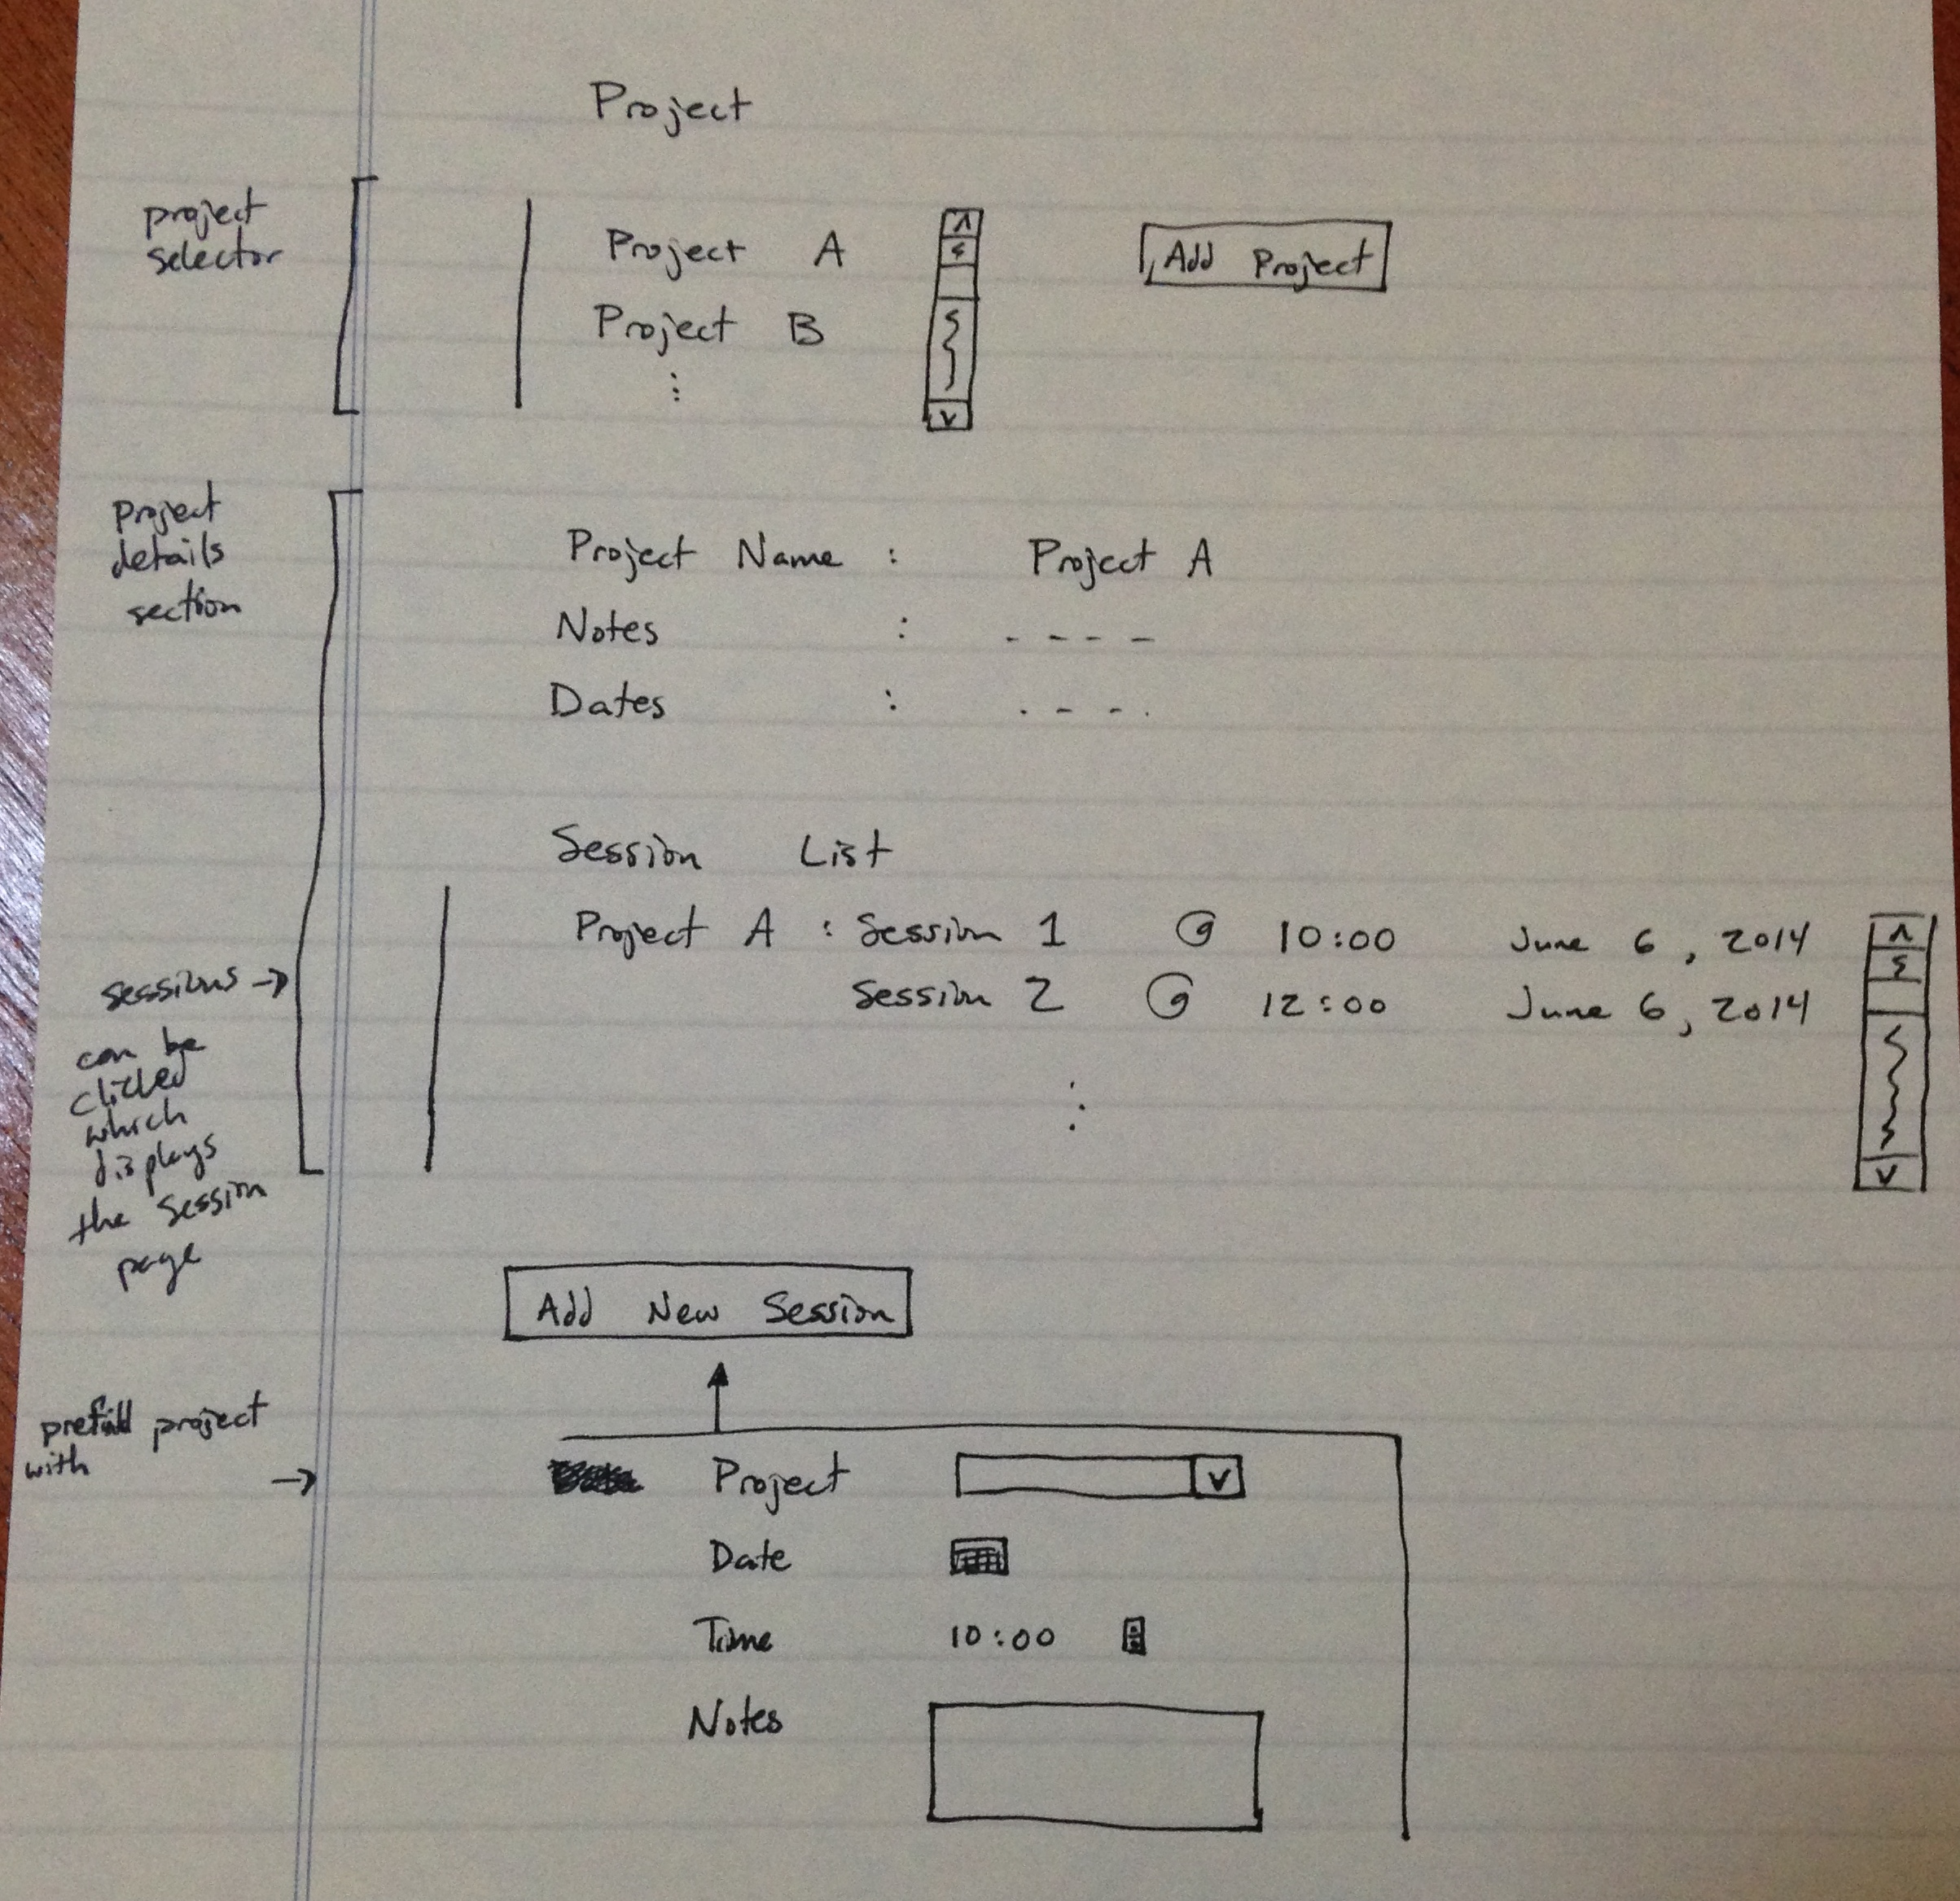 Project
project
selector
Project A
Add Project
Project B
Project
details
section
Project Name : Project A
Notes : - - - -
Dates : - - - -
Session List
Project A : Session 1 @ 10:00 June 6, 2014
Session 2 @ 12:00 June 6, 2014
sessions →
can be
clicked
which
displays
the session
page
Add New Session
prefill project
with →
Project
Date
Time 10:00
Notes